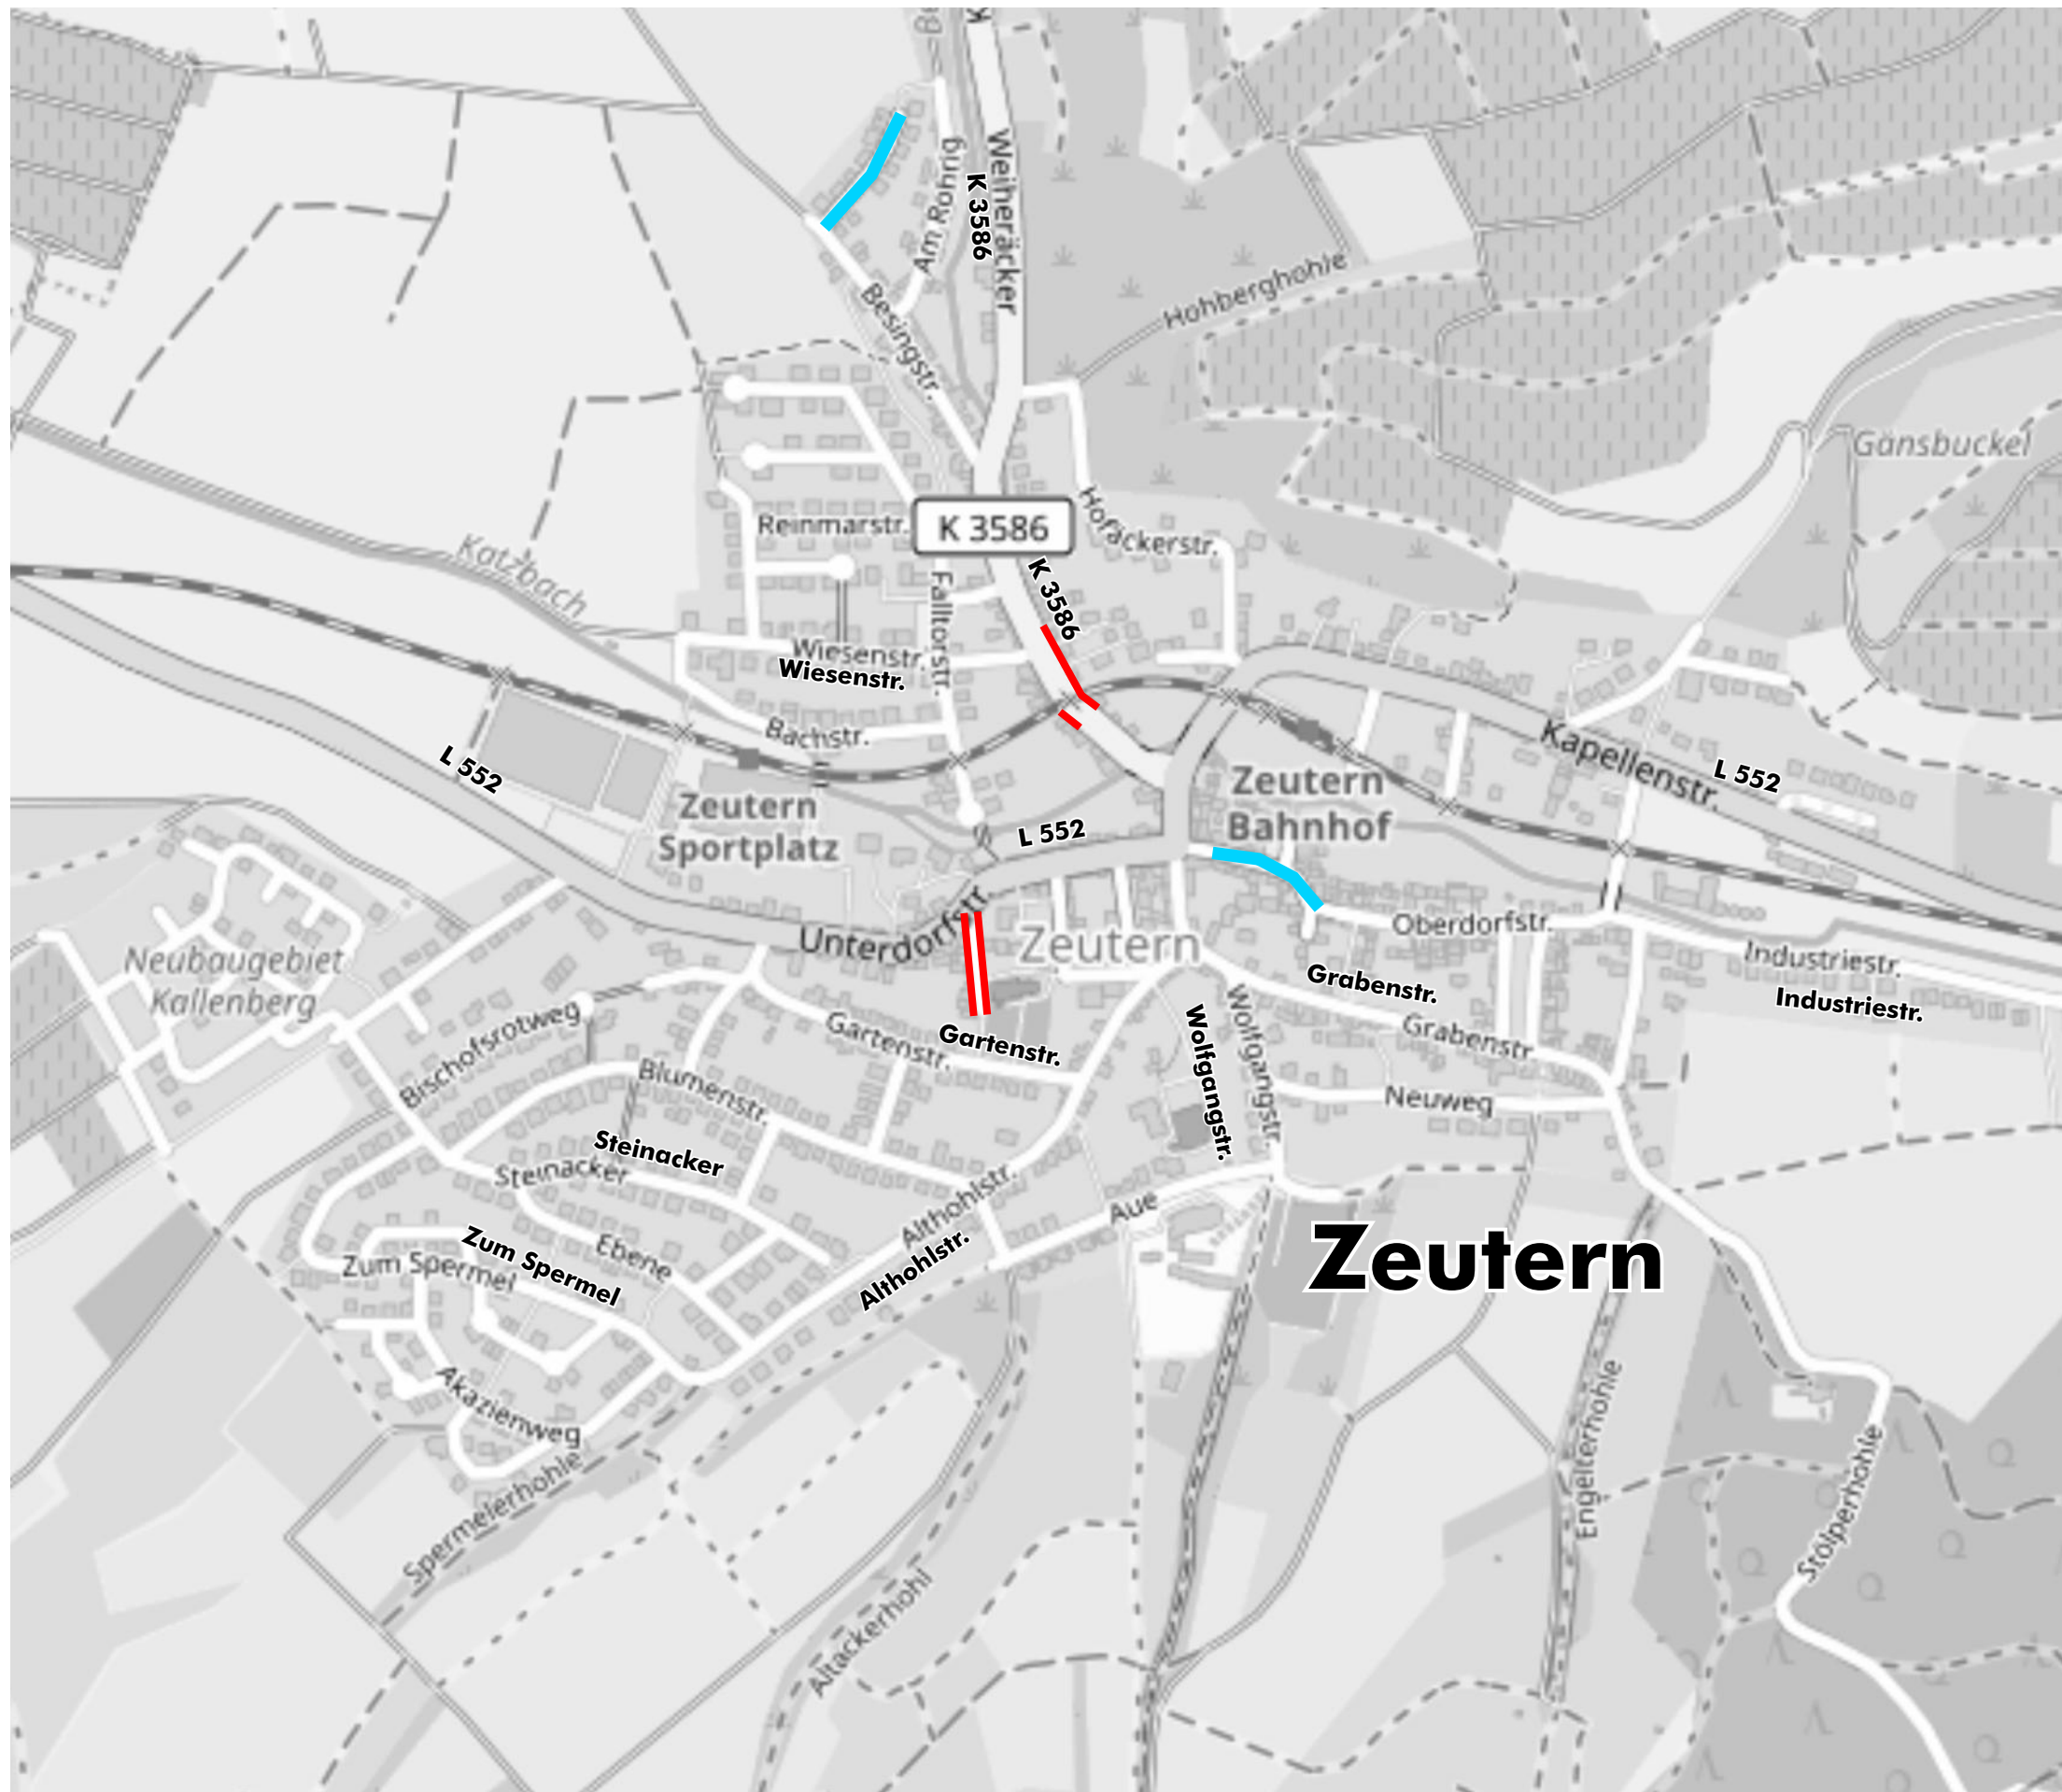 K
Weiheräcker
K 3586
Am Rohrig
Besingstr.
Hohberghohle
Gänsbuckel
Reinmarstr.
K 3586
Hofäckerstr.
Katzbach
K 3586
Falltorstr.
Wiesenstr.
Wiesenstr.
Bachstr.
Kapellenstr.
L 552
L 552
Zeutern
Sportplatz
Zeutern
Bahnhof
L 552
Unterdorfstr.
Zeutern
Oberdorfstr.
Industriestr.
Industriestr.
Neubaugebiet
Kallenberg
Grabenstr.
Grabenstr.
Bischofsrotweg
Gartenstr.
Gartenstr.
Wolfgangstr.
Wolfgangstr.
Blumenstr.
Neuweg
Steinacker
Steinacker
Althohlstr.
Althohlstr.
Aue
Zeutern
Ebene
Zum Spermel
Zum Spermel
Akazienweg
Spermelerhohle
Engelterhohle
Stolperhohle
Altackerhohl